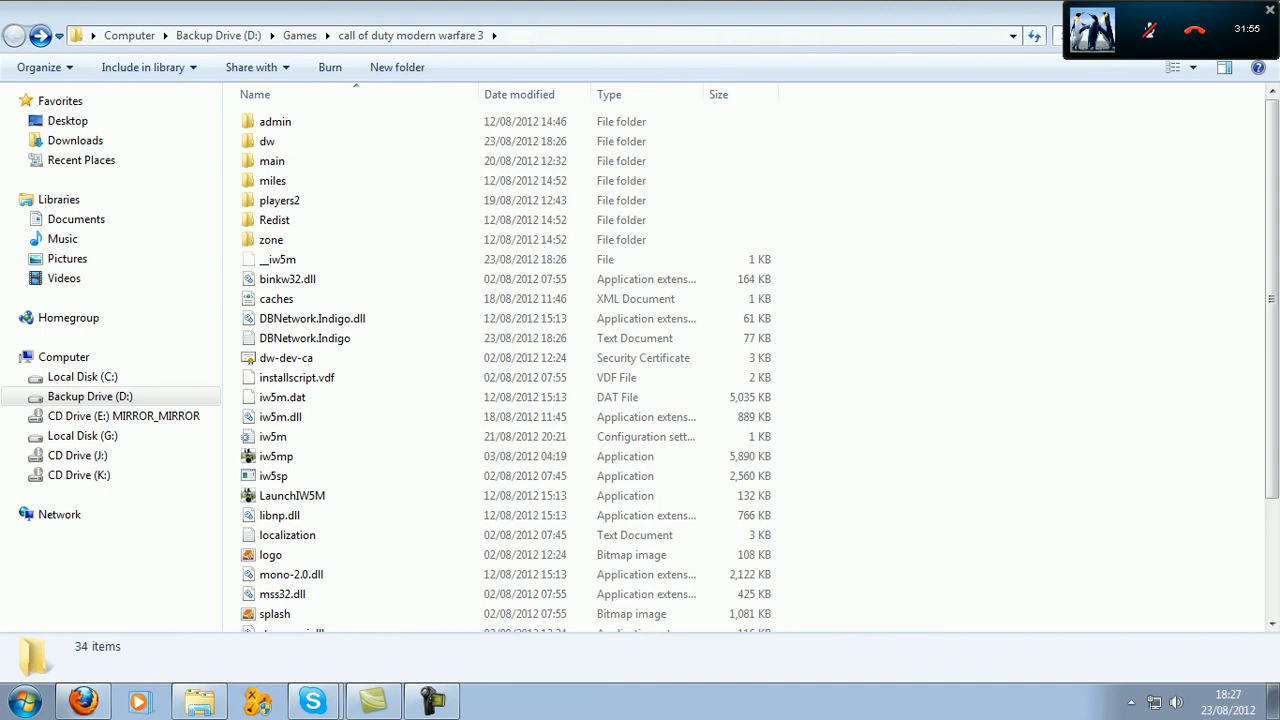 Computer Backup Drive (D:) Games call of duty modern warfare 3
31:55
Organize Include in library Share with Burn New folder
Name Date modified Type Size
Favorites
Desktop
Downloads
Recent Places
Libraries
Documents
Music
Pictures
Videos
Homegroup
Computer
Local Disk (C:)
Backup Drive (D:)
CD Drive (E:) MIRROR_MIRROR
Local Disk (G:)
CD Drive (J:)
CD Drive (K:)
Network
admin 12/08/2012 14:46 File folder
dw 23/08/2012 18:26 File folder
main 20/08/2012 12:32 File folder
miles 12/08/2012 14:52 File folder
players2 19/08/2012 12:43 File folder
Redist 12/08/2012 14:52 File folder
zone 12/08/2012 14:52 File folder
__iw5m 23/08/2012 18:26 File 1 KB
binkw32.dll 02/08/2012 07:55 Application extens... 164 KB
caches 18/08/2012 11:46 XML Document 1 KB
DBNetwork.Indigo.dll 12/08/2012 15:13 Application extens... 61 KB
DBNetwork.Indigo 23/08/2012 18:26 Text Document 77 KB
dw-dev-ca 02/08/2012 12:24 Security Certificate 3 KB
installscript.vdf 02/08/2012 07:55 VDF File 2 KB
iw5m.dat 12/08/2012 15:13 DAT File 5,035 KB
iw5m.dll 18/08/2012 11:45 Application extens... 889 KB
iw5m 21/08/2012 20:21 Configuration sett... 1 KB
iw5mp 03/08/2012 04:19 Application 5,890 KB
iw5sp 02/08/2012 07:45 Application 2,560 KB
LaunchIW5M 12/08/2012 15:13 Application 132 KB
libnp.dll 12/08/2012 15:13 Application extens... 766 KB
localization 02/08/2012 07:45 Text Document 3 KB
logo 02/08/2012 12:24 Bitmap image 108 KB
mono-2.0.dll 12/08/2012 15:13 Application extens... 2,122 KB
mss32.dll 02/08/2012 07:55 Application extens... 425 KB
splash 02/08/2012 07:55 Bitmap image 1,081 KB
34 items
18:27
23/08/2012